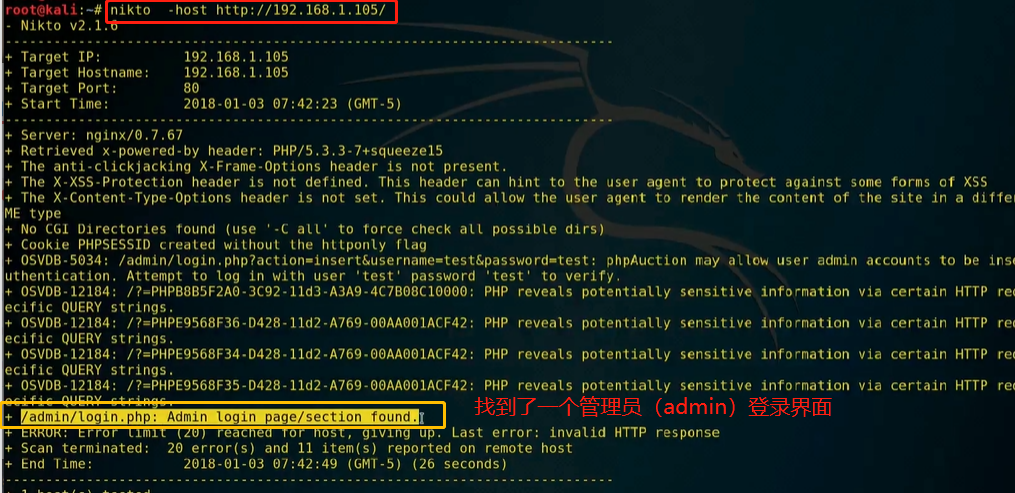 root@kali:~# nikto  -host http://192.168.1.105/
- Nikto v2.1.6
---------------------------------------------------------------------------
+ Target IP:          192.168.1.105
+ Target Hostname:    192.168.1.105
+ Target Port:        80
+ Start Time:         2018-01-03 07:42:23 (GMT-5)
---------------------------------------------------------------------------
+ Server: nginx/0.7.67
+ Retrieved x-powered-by header: PHP/5.3.3-7+squeeze15
+ The anti-clickjacking X-Frame-Options header is not present.
+ The X-XSS-Protection header is not defined. This header can hint to the user agent to protect against some forms of XSS
+ The X-Content-Type-Options header is not set. This could allow the user agent to render the content of the site in a diffe
ME type
+ No CGI Directories found (use '-C all' to force check all possible dirs)
+ Cookie PHPSESSID created without the httponly flag
+ OSVDB-5034: /admin/login.php?action=insert&username=test&password=test: phpAuction may allow user admin accounts to be inse
uthentication. Attempt to log in with user 'test' password 'test' to verify.
+ OSVDB-12184: /?=PHPB8B5F2A0-3C92-11d3-A3A9-4C7B08C10000: PHP reveals potentially sensitive information via certain HTTP rec
ecific QUERY strings.
+ OSVDB-12184: /?=PHPE9568F36-D428-11d2-A769-00AA001ACF42: PHP reveals potentially sensitive information via certain HTTP rec
ecific QUERY strings.
+ OSVDB-12184: /?=PHPE9568F34-D428-11d2-A769-00AA001ACF42: PHP reveals potentially sensitive information via certain HTTP rec
ecific QUERY strings.
+ OSVDB-12184: /?=PHPE9568F35-D428-11d2-A769-00AA001ACF42: PHP reveals potentially sensitive information via certain HTTP rec
ecific QUERY strings.
+ /admin/login.php: Admin login page/section found.
找到了一个管理员（admin）登录界面
+ ERROR: Error limit (20) reached for host, giving up. Last error: invalid HTTP response
+ Scan terminated:  20 error(s) and 11 item(s) reported on remote host
+ End Time:           2018-01-03 07:42:49 (GMT-5) (26 seconds)
---------------------------------------------------------------------------
+ 1 host(s) tested